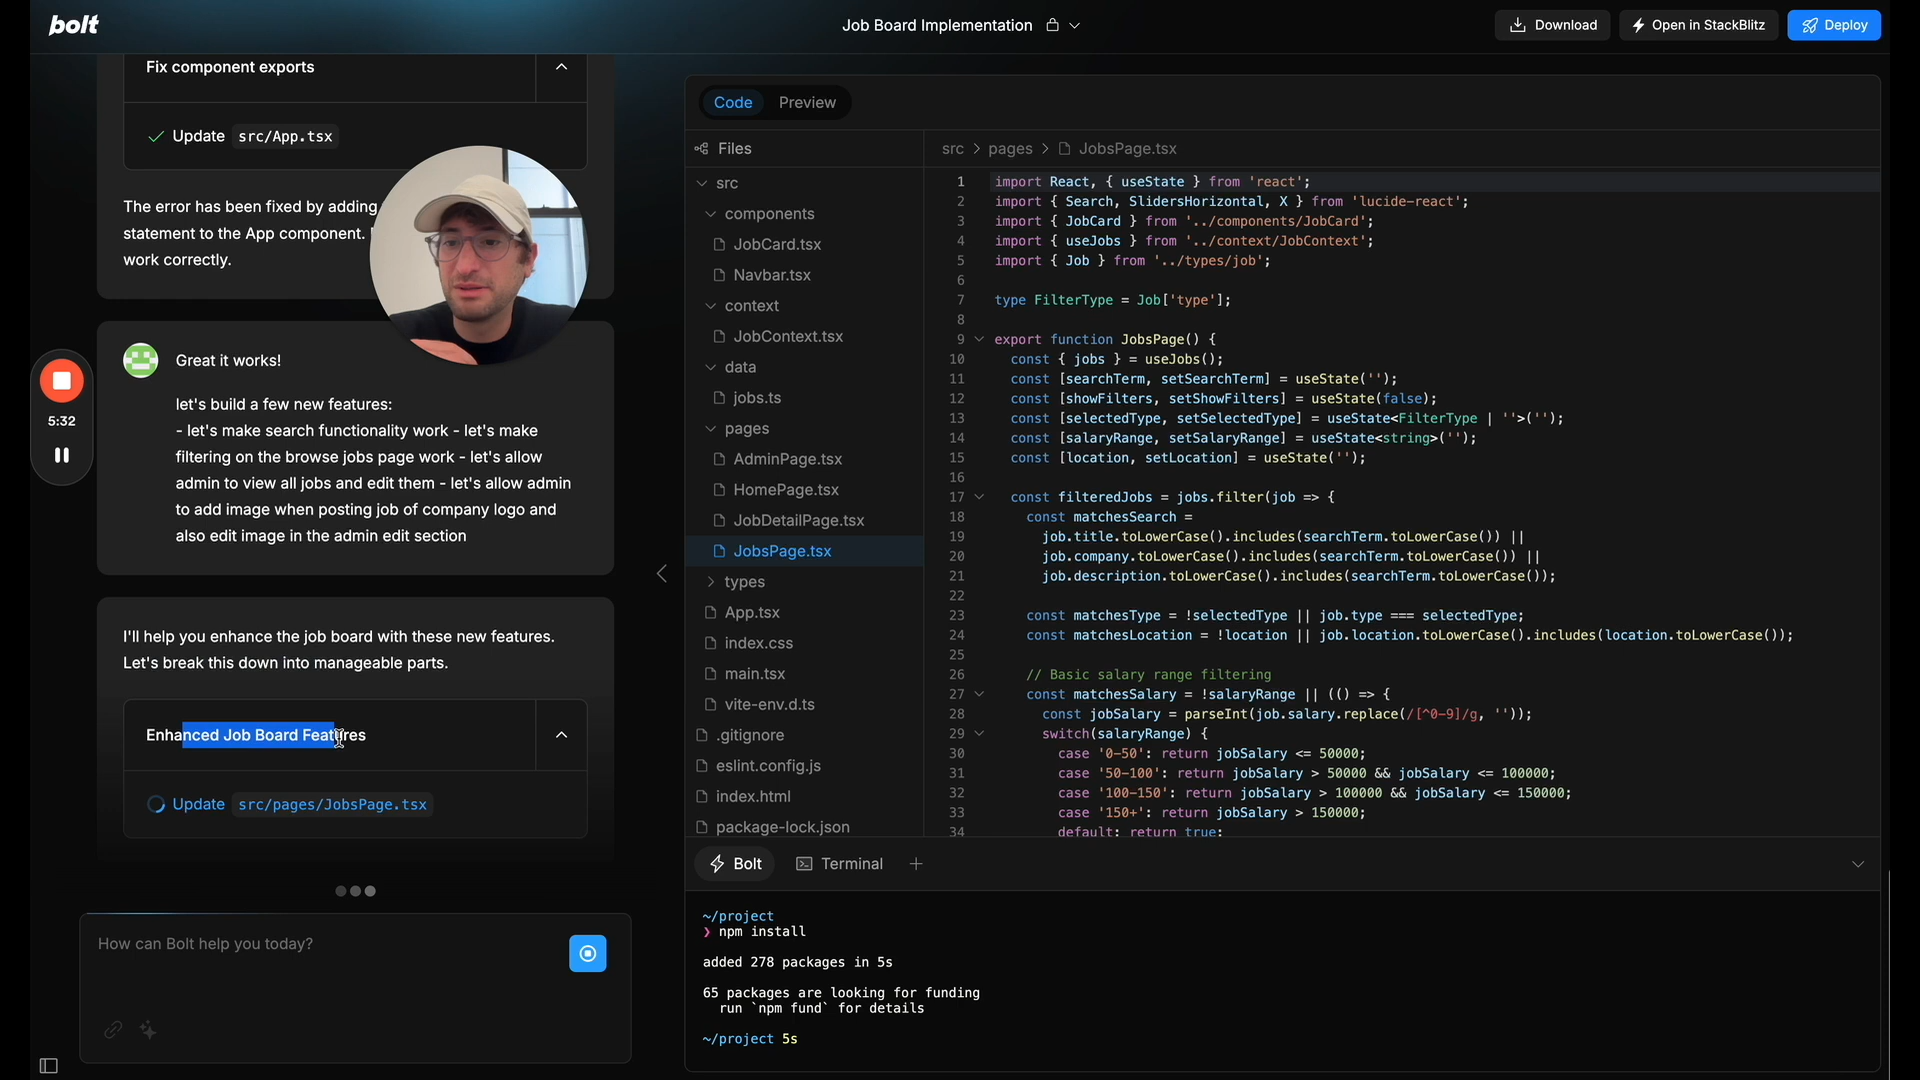 bolt
Job Board Implementation
Download
Open in StackBlitz
Deploy
Fix component exports
Update src/App.tsx
The error has been fixed by adding
statement to the App component.
work correctly.
Great it works!
let's build a few new features:
- let's make search functionality work - let's make
filtering on the browse jobs page work - let's allow
admin to view all jobs and edit them - let's allow admin
to add image when posting job of company logo and
also edit image in the admin edit section
5:32
I'll help you enhance the job board with these new features.
Let's break this down into manageable parts.
Enhanced Job Board Features
Update src/pages/JobsPage.tsx
How can Bolt help you today?
Code Preview
Files
src
components
JobCard.tsx
Navbar.tsx
context
JobContext.tsx
data
jobs.ts
pages
AdminPage.tsx
HomePage.tsx
JobDetailPage.tsx
JobsPage.tsx
types
App.tsx
index.css
main.tsx
vite-env.d.ts
.gitignore
eslint.config.js
index.html
package-lock.json
src > pages > JobsPage.tsx
1 import React, { useState } from 'react';
2 import { Search, SlidersHorizontal, X } from 'lucide-react';
3 import { JobCard } from '../components/JobCard';
4 import { useJobs } from '../context/JobContext';
5 import { Job } from '../types/job';
6
7 type FilterType = Job['type'];
8
9 export function JobsPage() {
10 const { jobs } = useJobs();
11 const [searchTerm, setSearchTerm] = useState('');
12 const [showFilters, setShowFilters] = useState(false);
13 const [selectedType, setSelectedType] = useState<FilterType | ''>('');
14 const [salaryRange, setSalaryRange] = useState<string>('');
15 const [location, setLocation] = useState('');
16
17 const filteredJobs = jobs.filter(job => {
18 const matchesSearch =
19 job.title.toLowerCase().includes(searchTerm.toLowerCase()) ||
20 job.company.toLowerCase().includes(searchTerm.toLowerCase()) ||
21 job.description.toLowerCase().includes(searchTerm.toLowerCase());
22
23 const matchesType = !selectedType || job.type === selectedType;
24 const matchesLocation = !location || job.location.toLowerCase().includes(location.toLowerCase());
25
26 // Basic salary range filtering
27 const matchesSalary = !salaryRange || (() => {
28 const jobSalary = parseInt(job.salary.replace(/[^0-9]/g, ''));
29 switch(salaryRange) {
30 case '0-50': return jobSalary <= 50000;
31 case '50-100': return jobSalary > 50000 && jobSalary <= 100000;
32 case '100-150': return jobSalary > 100000 && jobSalary <= 150000;
33 case '150+': return jobSalary > 150000;
34 default: return true;
Bolt Terminal
~/project
❯ npm install
added 278 packages in 5s
65 packages are looking for funding
run `npm fund` for details
~/project 5s